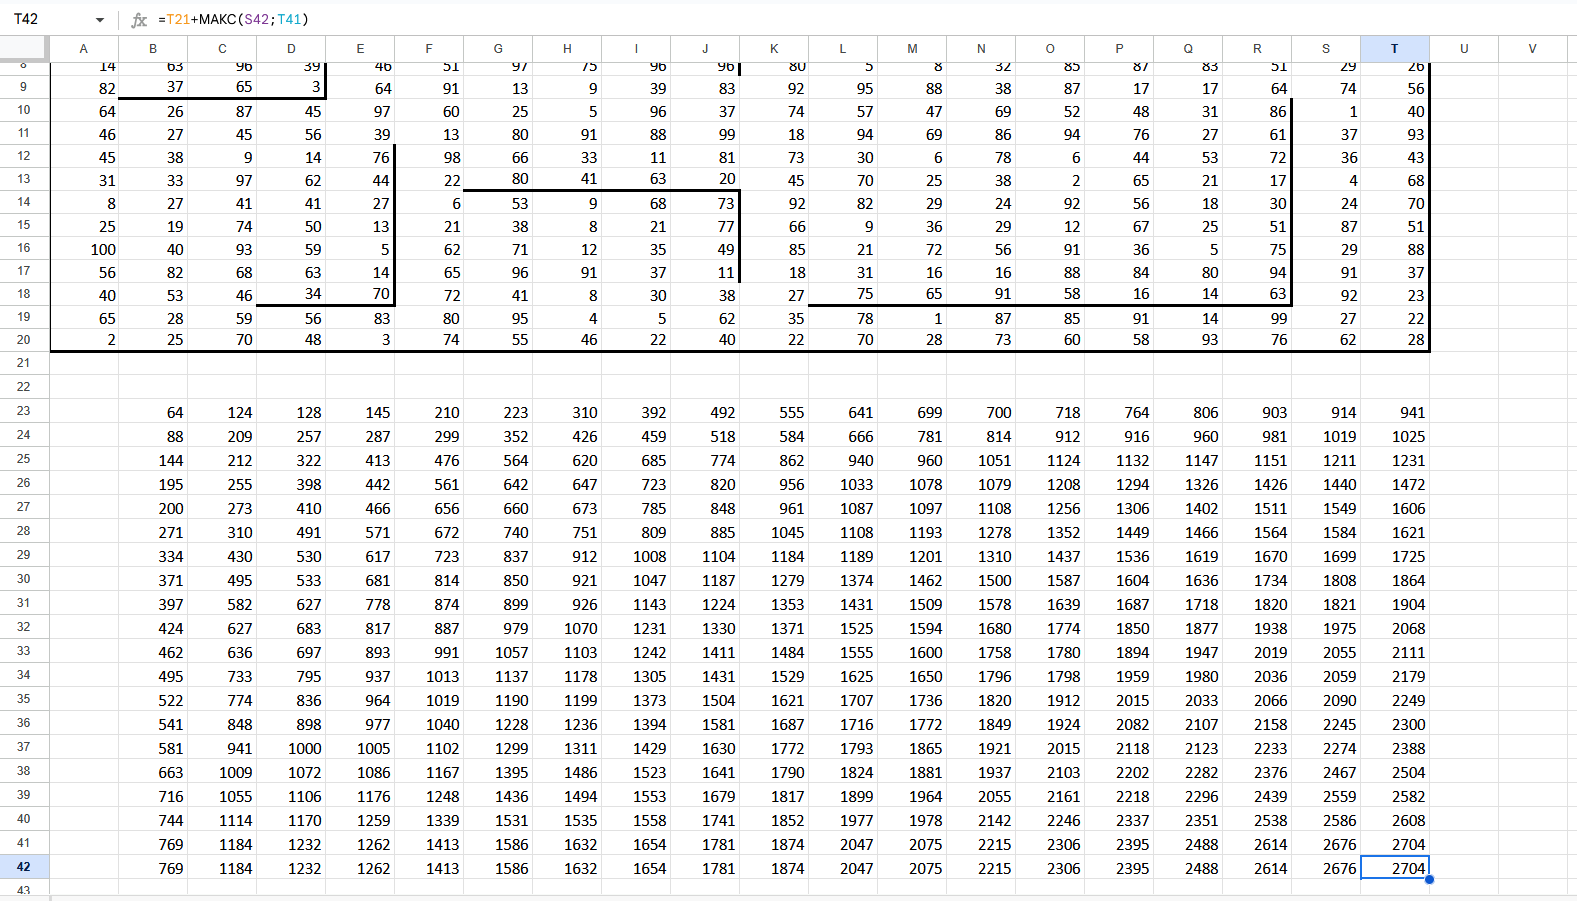 T42 fx =T21+МАКС(S42;T41)
A B C D E F G H I J K L M N O P Q R S T U V
8 14 63 96 39 46 51 97 75 96 96 80 5 8 32 85 87 83 51 29 26
9 82 37 65 3 64 91 13 9 39 83 92 95 88 38 87 17 17 64 74 56
10 64 26 87 45 97 60 25 5 96 37 74 57 47 69 52 48 31 86 1 40
11 46 27 45 56 39 13 80 91 88 99 18 94 69 86 94 76 27 61 37 93
12 45 38 9 14 76 98 66 33 11 81 73 30 6 78 6 44 53 72 36 43
13 31 33 97 62 44 22 80 41 63 20 45 70 25 38 2 65 21 17 4 68
14 8 27 41 41 27 6 53 9 68 73 92 82 29 24 92 56 18 30 24 70
15 25 19 74 50 13 21 38 8 21 77 66 9 36 29 12 67 25 51 87 51
16 100 40 93 59 5 62 71 12 35 49 85 21 72 56 91 36 5 75 29 88
17 56 82 68 63 14 65 96 91 37 11 18 31 16 16 88 84 80 94 91 37
18 40 53 46 34 70 72 41 8 30 38 27 75 65 91 58 16 14 63 92 23
19 65 28 59 56 83 80 95 4 5 62 35 78 1 87 85 91 14 99 27 22
20 2 25 70 48 3 74 55 46 22 40 22 70 28 73 60 58 93 76 62 28
21
22
23 64 124 128 145 210 223 310 392 492 555 641 699 700 718 764 806 903 914 941
24 88 209 257 287 299 352 426 459 518 584 666 781 814 912 916 960 981 1019 1025
25 144 212 322 413 476 564 620 685 774 862 940 960 1051 1124 1132 1147 1151 1211 1231
26 195 255 398 442 561 642 647 723 820 956 1033 1078 1079 1208 1294 1326 1426 1440 1472
27 200 273 410 466 656 660 673 785 848 961 1087 1097 1108 1256 1306 1402 1511 1549 1606
28 271 310 491 571 672 740 751 809 885 1045 1108 1193 1278 1352 1449 1466 1564 1584 1621
29 334 430 530 617 723 837 912 1008 1104 1184 1189 1201 1310 1437 1536 1619 1670 1699 1725
30 371 495 533 681 814 850 921 1047 1187 1279 1374 1462 1500 1587 1604 1636 1734 1808 1864
31 397 582 627 778 874 899 926 1143 1224 1353 1431 1509 1578 1639 1687 1718 1820 1821 1904
32 424 627 683 817 887 979 1070 1231 1330 1371 1525 1594 1680 1774 1850 1877 1938 1975 2068
33 462 636 697 893 991 1057 1103 1242 1411 1484 1555 1600 1758 1780 1894 1947 2019 2055 2111
34 495 733 795 937 1013 1137 1178 1305 1431 1529 1625 1650 1796 1798 1959 1980 2036 2059 2179
35 522 774 836 964 1019 1190 1199 1373 1504 1621 1707 1736 1820 1912 2015 2033 2066 2090 2249
36 541 848 898 977 1040 1228 1236 1394 1581 1687 1716 1772 1849 1924 2082 2107 2158 2245 2300
37 581 941 1000 1005 1102 1299 1311 1429 1630 1772 1793 1865 1921 2015 2118 2123 2233 2274 2388
38 663 1009 1072 1086 1167 1395 1486 1523 1641 1790 1824 1881 1937 2103 2202 2282 2376 2467 2504
39 716 1055 1106 1176 1248 1436 1494 1553 1679 1817 1899 1964 2055 2161 2218 2296 2439 2559 2582
40 744 1114 1170 1259 1339 1531 1535 1558 1741 1852 1977 1978 2142 2246 2337 2351 2538 2586 2608
41 769 1184 1232 1262 1413 1586 1632 1654 1781 1874 2047 2075 2215 2306 2395 2488 2614 2676 2704
42 769 1184 1232 1262 1413 1586 1632 1654 1781 1874 2047 2075 2215 2306 2395 2488 2614 2676 2704
43